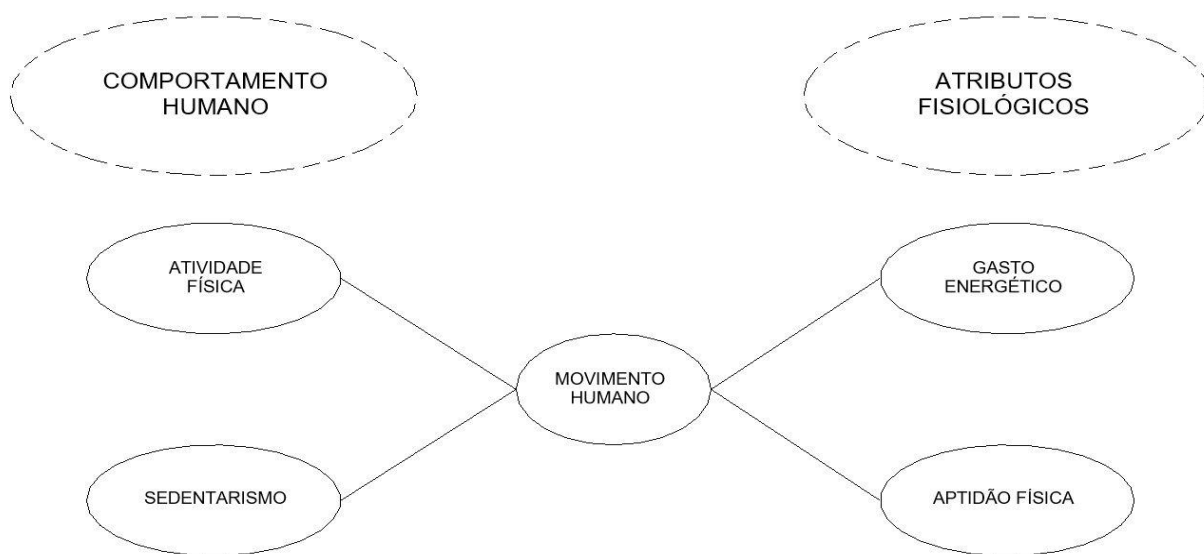 COMPORTAMENTO
HUMANO
ATRIBUTOS
FISIOLÓGICOS
ATIVIDADE
FÍSICA
GASTO
ENERGÉTICO
MOVIMENTO
HUMANO
SEDENTARISMO
APTIDÃO FÍSICA